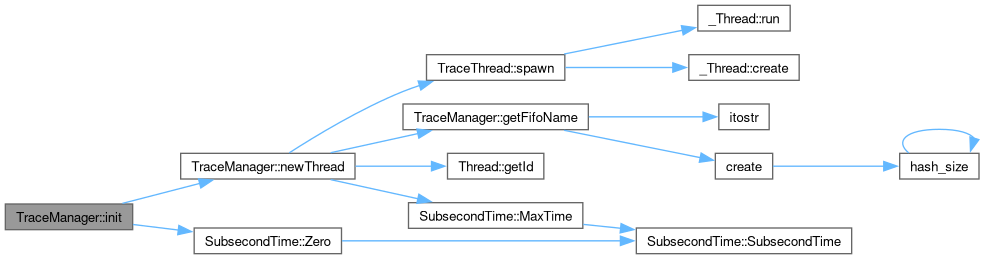 TraceManager::init
TraceManager::newThread
SubsecondTime::Zero
TraceThread::spawn
TraceManager::getFifoName
Thread::getId
SubsecondTime::MaxTime
_Thread::run
_Thread::create
itostr
create
SubsecondTime::SubsecondTime
hash_size